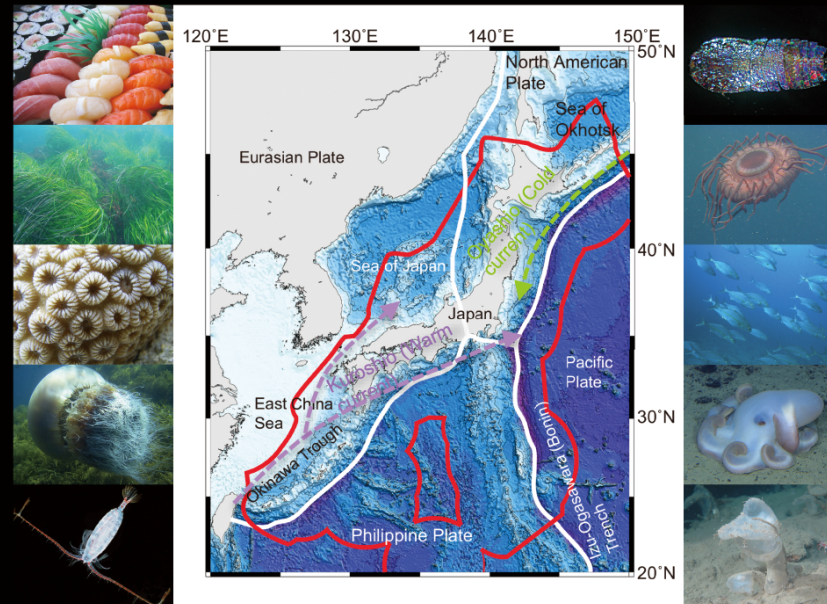 120°E
130°E
140°E
150°E
50°N
North American
Plate
Sea of
Okhotsk
Eurasian Plate
Oyashio (Cold
current)
40°N
Sea of Japan
Japan
Kuroshio (Warm
current)
Pacific
Plate
East China
Sea
30°N
Okinawa Trough
Izu-Ogasawara (Bonin)
Trench
Philippine Plate
20°N